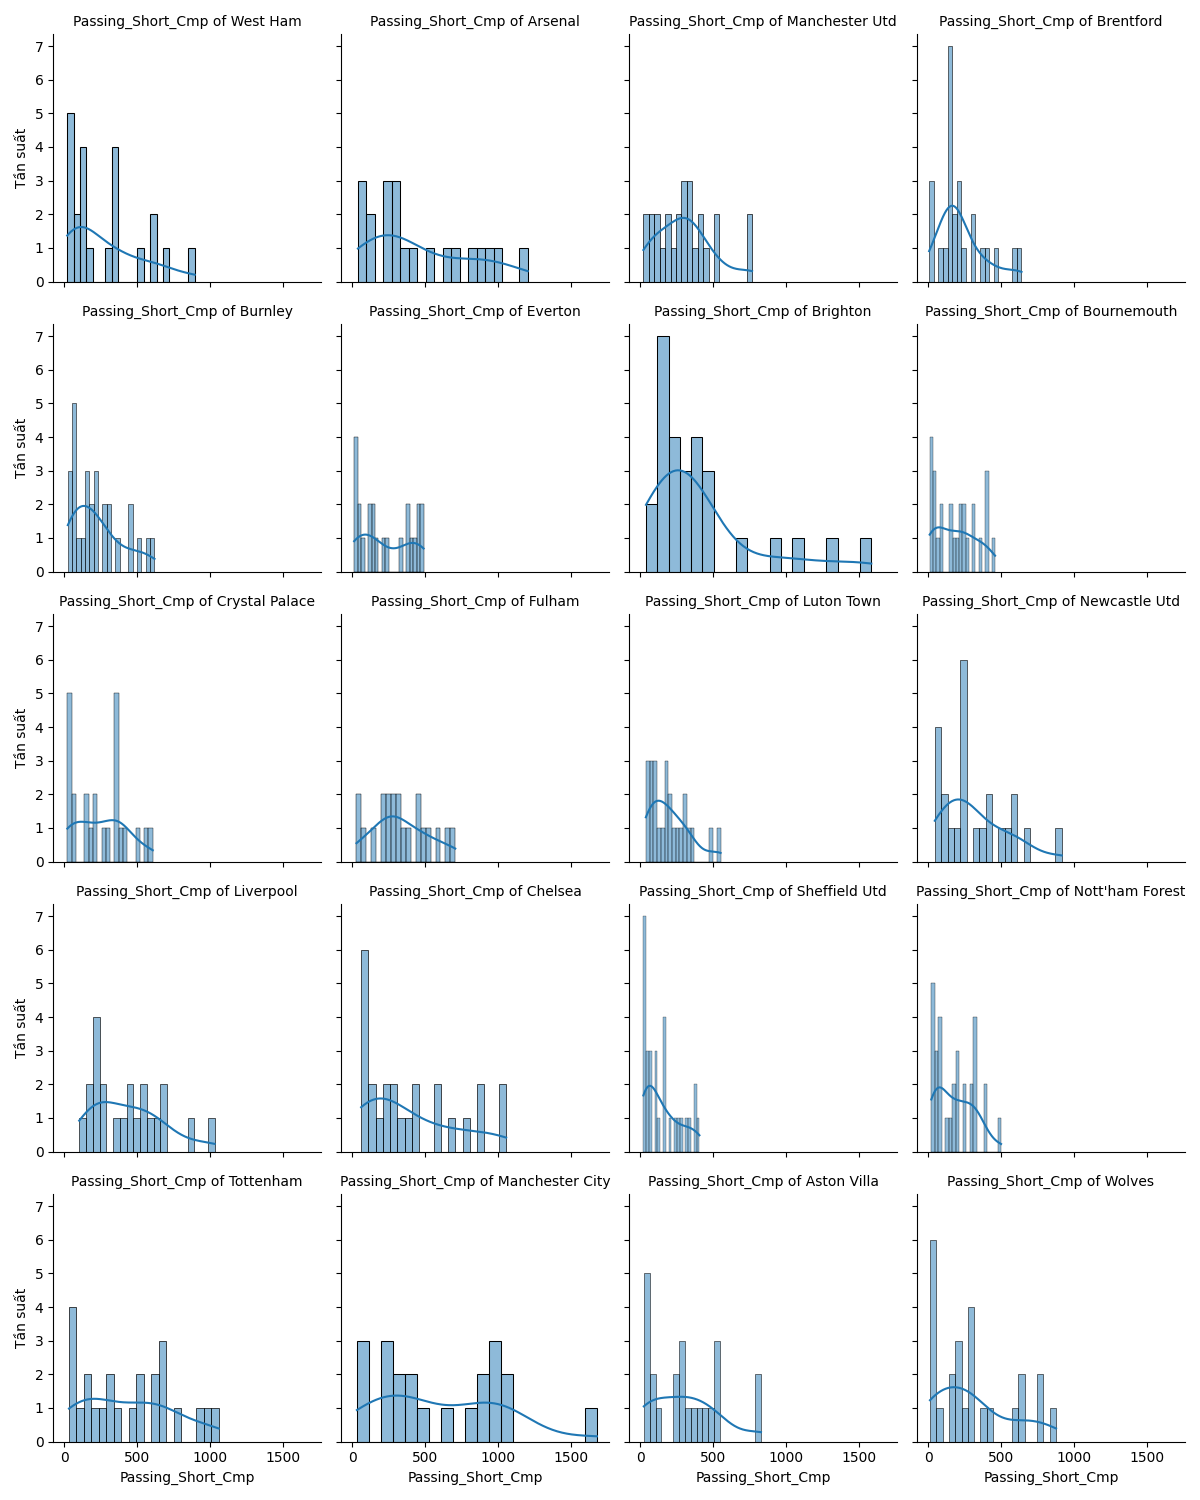 Passing_Short_Cmp of West Ham
Passing_Short_Cmp of Arsenal
Passing_Short_Cmp of Manchester Utd
Passing_Short_Cmp of Brentford
7
6
5
4
3
2
1
0
Tần suất
Passing_Short_Cmp of Burnley
Passing_Short_Cmp of Everton
Passing_Short_Cmp of Brighton
Passing_Short_Cmp of Bournemouth
7
6
5
4
3
2
1
0
Tần suất
Passing_Short_Cmp of Crystal Palace
Passing_Short_Cmp of Fulham
Passing_Short_Cmp of Luton Town
Passing_Short_Cmp of Newcastle Utd
7
6
5
4
3
2
1
0
Tần suất
Passing_Short_Cmp of Liverpool
Passing_Short_Cmp of Chelsea
Passing_Short_Cmp of Sheffield Utd
Passing_Short_Cmp of Nott'ham Forest
7
6
5
4
3
2
1
0
Tần suất
Passing_Short_Cmp of Tottenham
Passing_Short_Cmp of Manchester City
Passing_Short_Cmp of Aston Villa
Passing_Short_Cmp of Wolves
7
6
5
4
3
2
1
0
Tần suất
0 500 1000 1500
0 500 1000 1500
0 500 1000 1500
0 500 1000 1500
Passing_Short_Cmp
Passing_Short_Cmp
Passing_Short_Cmp
Passing_Short_Cmp